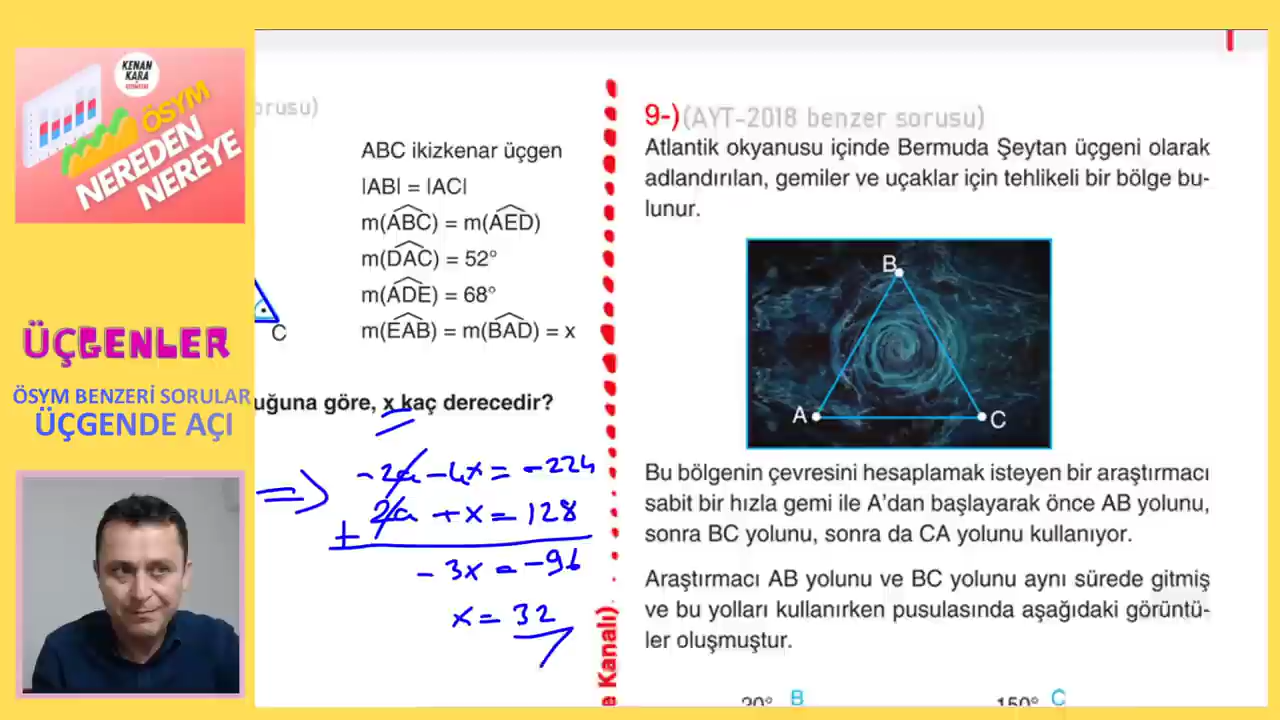 KENAN
KARA
ÖSYM
NEREDEN
NEREYE
ÜÇGENLER
ÖSYM BENZERİ SORULAR
ÜÇGENDE AÇI
orusu)
ABC ikizkenar üçgen
|AB| = |AC|
m(ABC) = m(AED)
m(DAC) = 52°
m(ADE) = 68°
m(EAB) = m(BAD) = x
C
uğuna göre, x kaç derecedir?
=> -2a - 4x = -224
+ 2a + x = 128
-3x = -96
x = 32
e Kanalı)
9-) (AYT-2018 benzer sorusu)
Atlantik okyanusu içinde Bermuda Şeytan üçgeni olarak
adlandırılan, gemiler ve uçaklar için tehlikeli bir bölge bu-
lunur.
B
A
C
Bu bölgenin çevresini hesaplamak isteyen bir araştırmacı
sabit bir hızla gemi ile A'dan başlayarak önce AB yolunu,
sonra BC yolunu, sonra da CA yolunu kullanıyor.
Araştırmacı AB yolunu ve BC yolunu aynı sürede gitmiş
ve bu yolları kullanırken pusulasında aşağıdaki görüntü-
ler oluşmuştur.
B
150° C